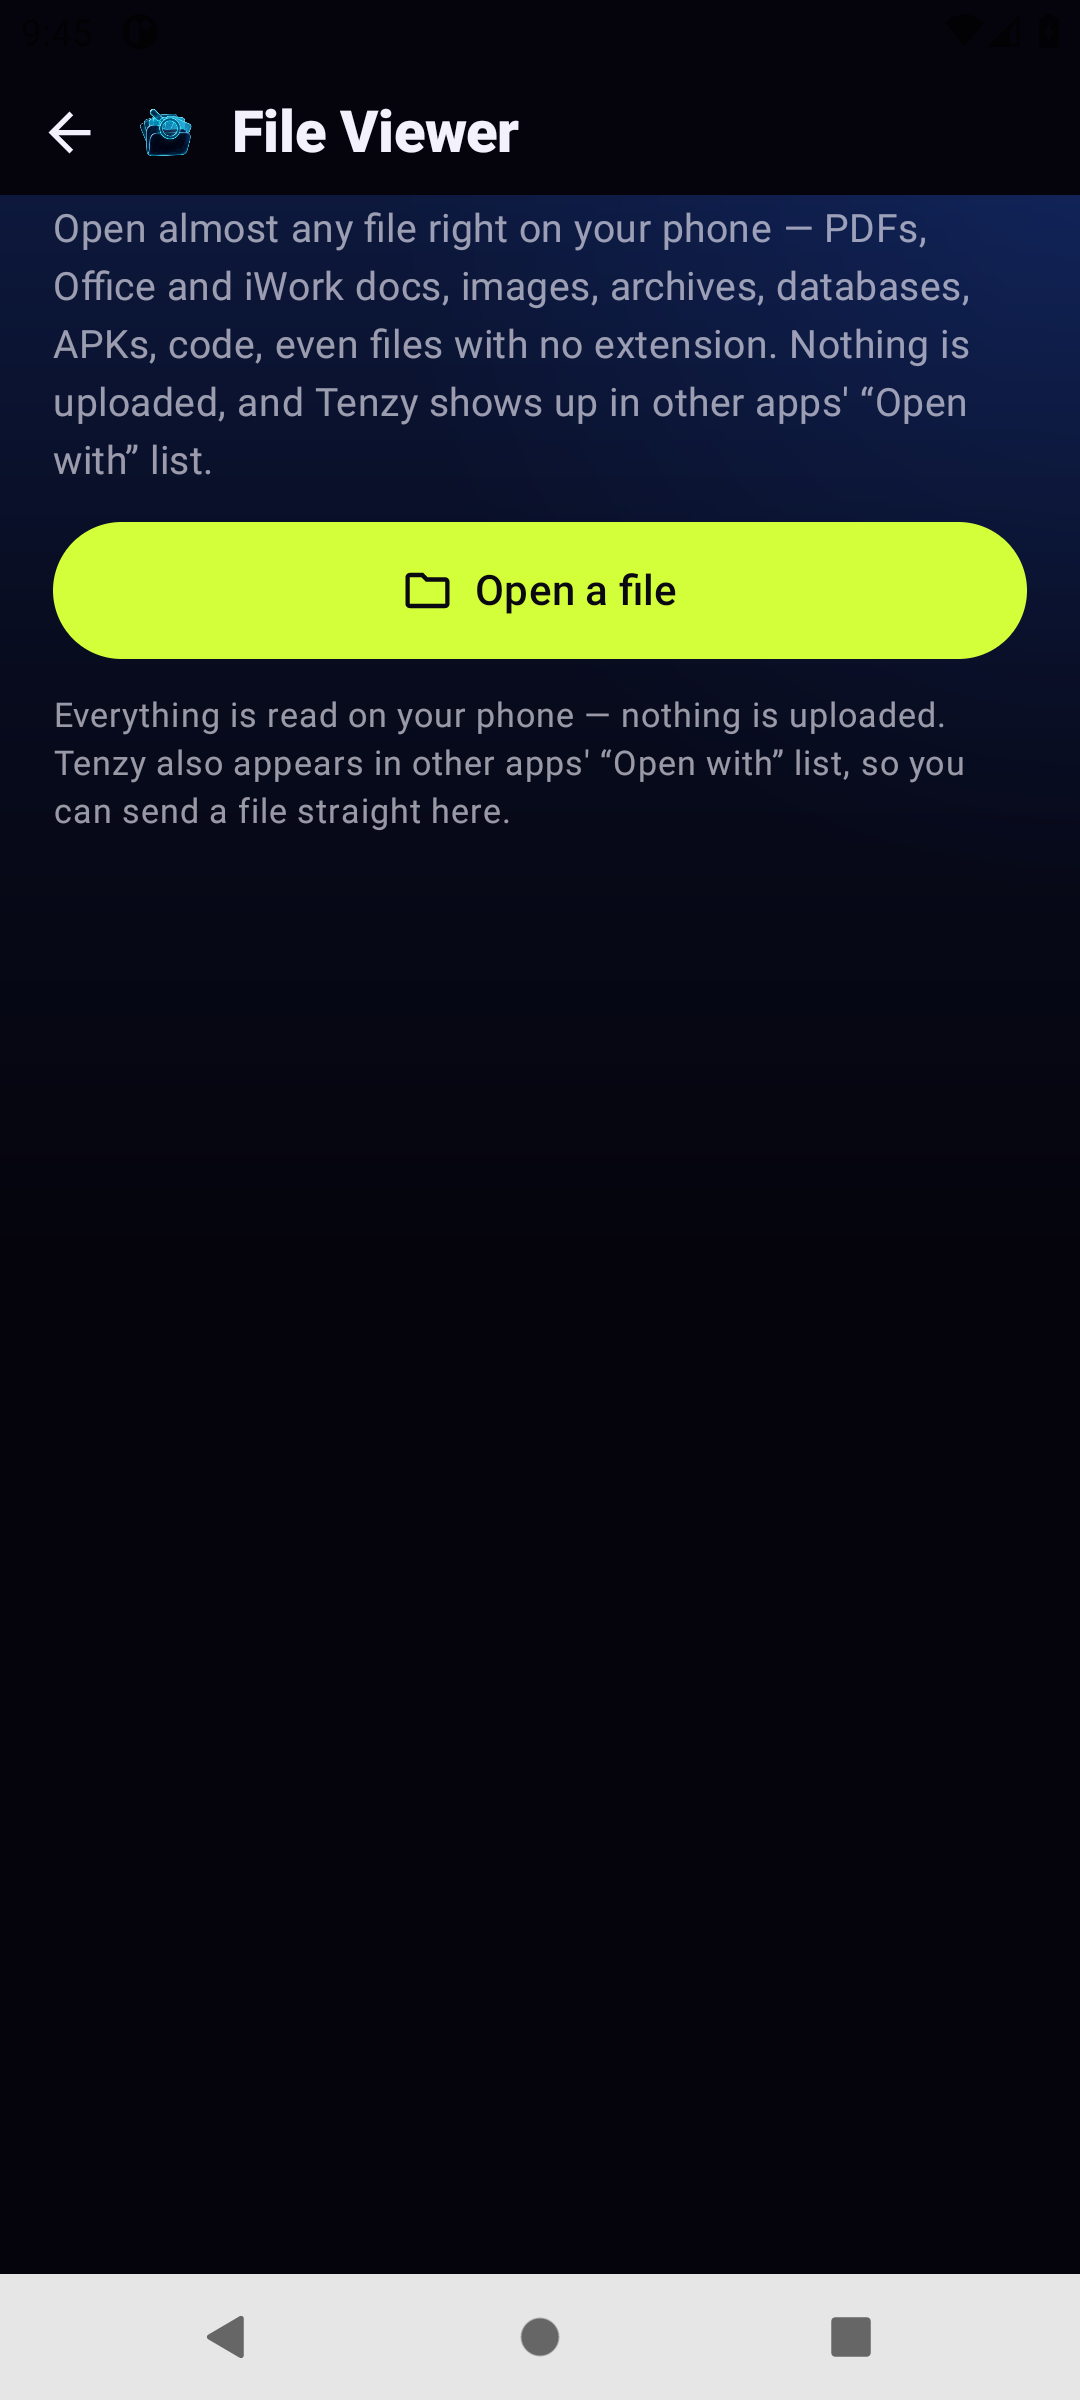 9:45
File Viewer
Open almost any file right on your phone — PDFs,
Office and iWork docs, images, archives, databases,
APKs, code, even files with no extension. Nothing is
uploaded, and Tenzy shows up in other apps' “Open
with” list.
Open a file
Everything is read on your phone — nothing is uploaded.
Tenzy also appears in other apps' “Open with” list, so you
can send a file straight here.